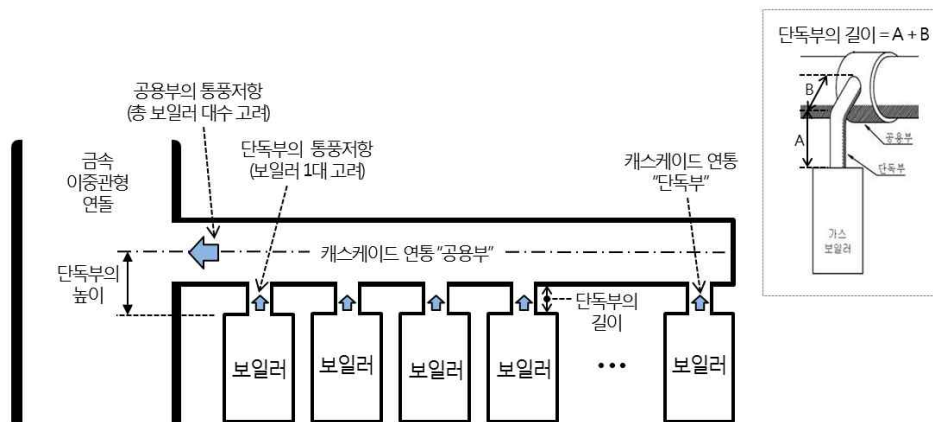 공용부의 통풍저항
(총 보일러 대수 고려)
금속
이중관형
연돌
단독부의 통풍저항
(보일러 1대 고려)
캐스케이드 연통
"단독부"
단독부의
높이
캐스케이드 연통 "공용부"
단독부의
길이
보일러
보일러
보일러
보일러
•••
보일러
단독부의 길이 = A + B
B
A
공용부
단독부
가스
보일러